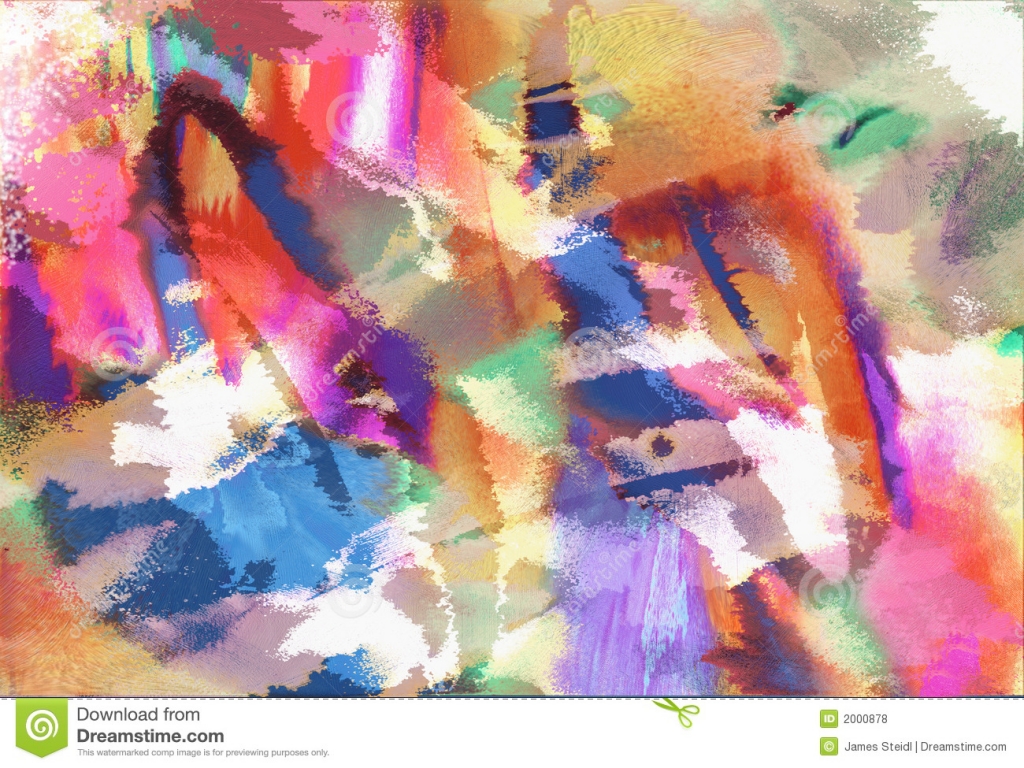 Download from
Dreamstime.com
This watermarked comp image is for previewing purposes only.
ID 2000878
© James Steidl | Dreamstime.com
dreamstime